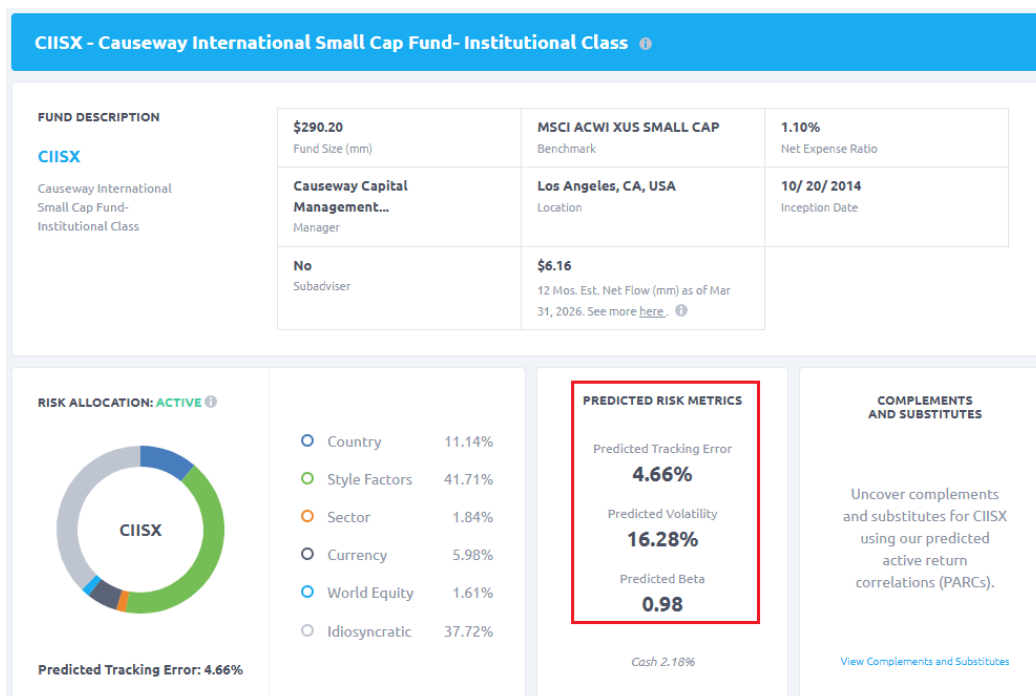 CIISX - Causeway International Small Cap Fund- Institutional Class
FUND DESCRIPTION
CIISX
Causeway International
Small Cap Fund-
Institutional Class
$290.20
Fund Size (mm)
MSCI ACWI XUS SMALL CAP
Benchmark
1.10%
Net Expense Ratio
Causeway Capital
Management...
Manager
Los Angeles, CA, USA
Location
10/ 20/ 2014
Inception Date
No
Subadviser
$6.16
12 Mos. Est. Net Flow (mm) as of Mar
31, 2026. See more here .
RISK ALLOCATION: ACTIVE
CIISX
Predicted Tracking Error: 4.66%
Country 11.14%
Style Factors 41.71%
Sector 1.84%
Currency 5.98%
World Equity 1.61%
Idiosyncratic 37.72%
PREDICTED RISK METRICS
Predicted Tracking Error
4.66%
Predicted Volatility
16.28%
Predicted Beta
0.98
Cash 2.18%
COMPLEMENTS
AND SUBSTITUTES
Uncover complements
and substitutes for CIISX
using our predicted
active return
correlations (PARCs).
View Complements and Substitutes